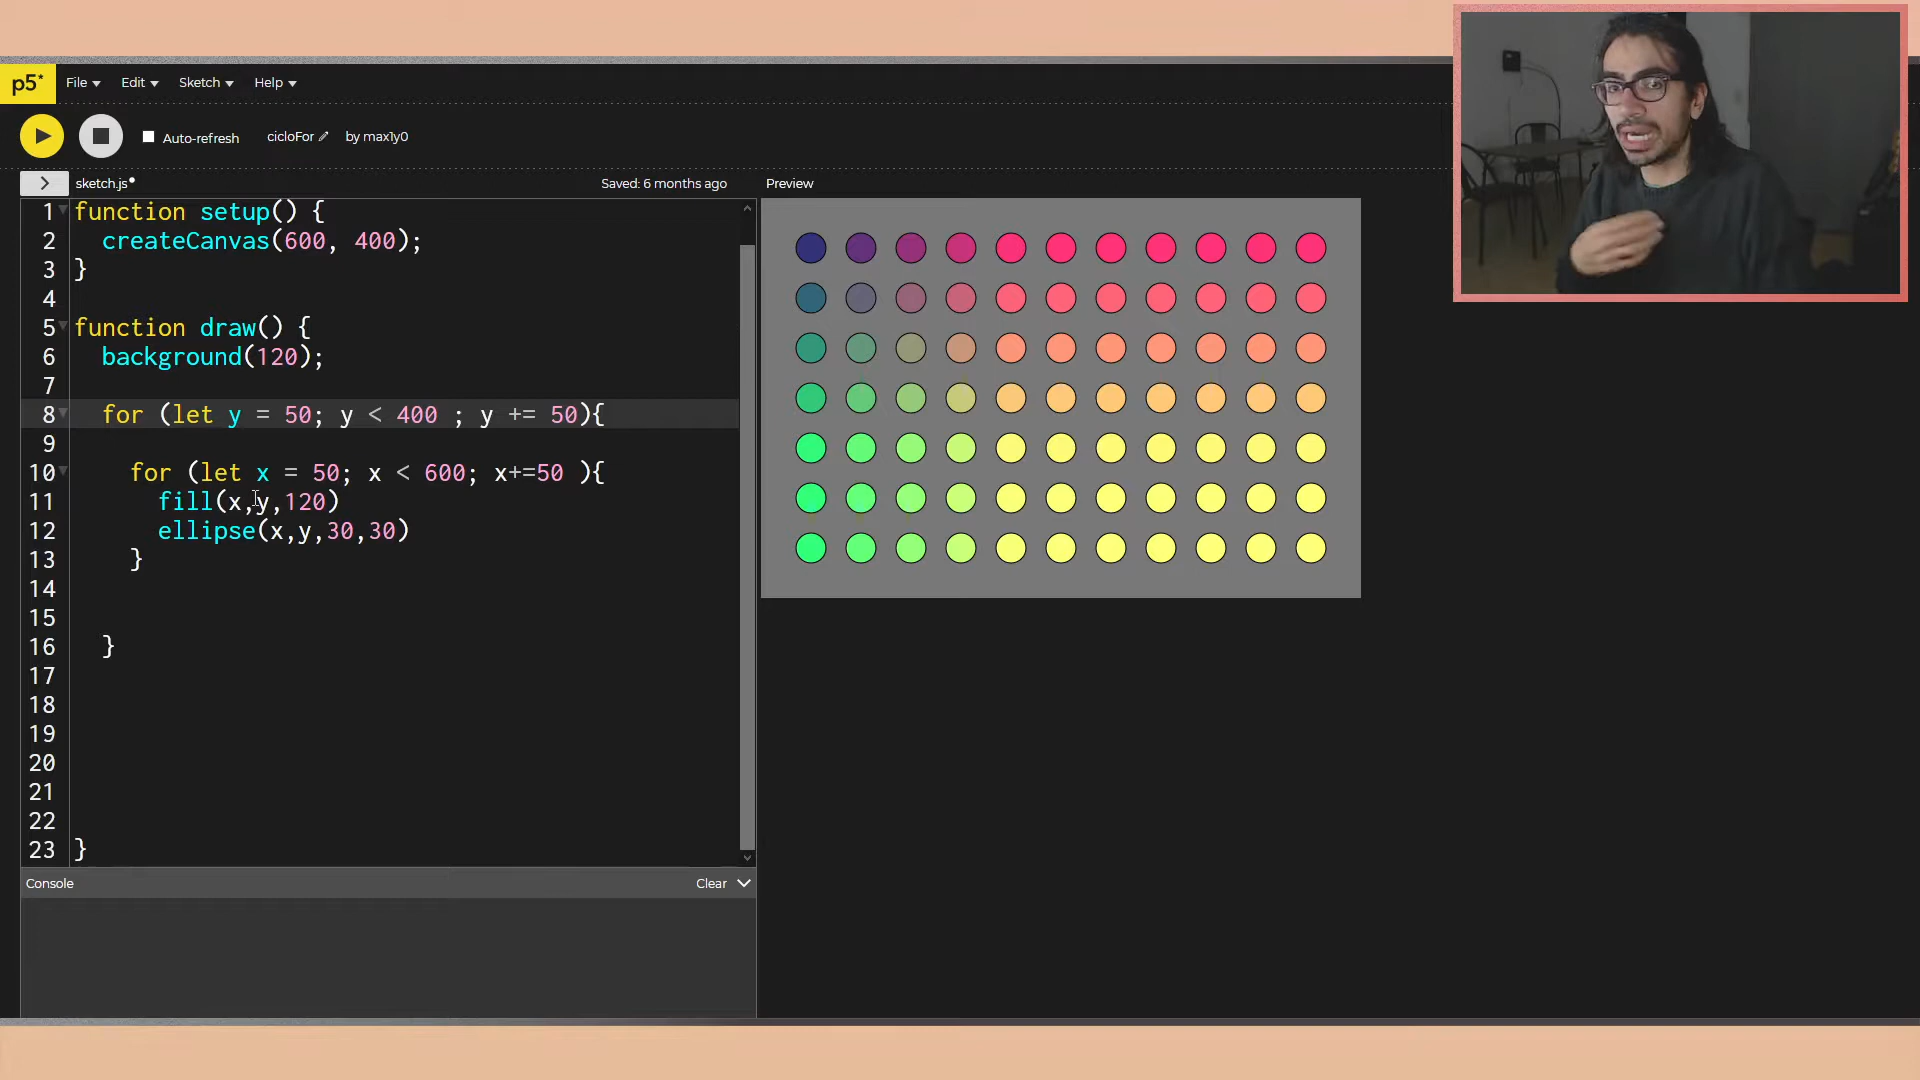 p5* File Edit Sketch Help
Auto-refresh cicloFor by max1y0
sketch.js• Saved: 6 months ago Preview
1 function setup() {
2 createCanvas(600, 400);
3 }
4
5 function draw() {
6 background(120);
7
8 for (let y = 50; y < 400 ; y += 50){
9
10 for (let x = 50; x < 600; x+=50 ){
11 fill(x,y,120)
12 ellipse(x,y,30,30)
13 }
14
15
16 }
17
18
19
20
21
22
23 }
Console Clear